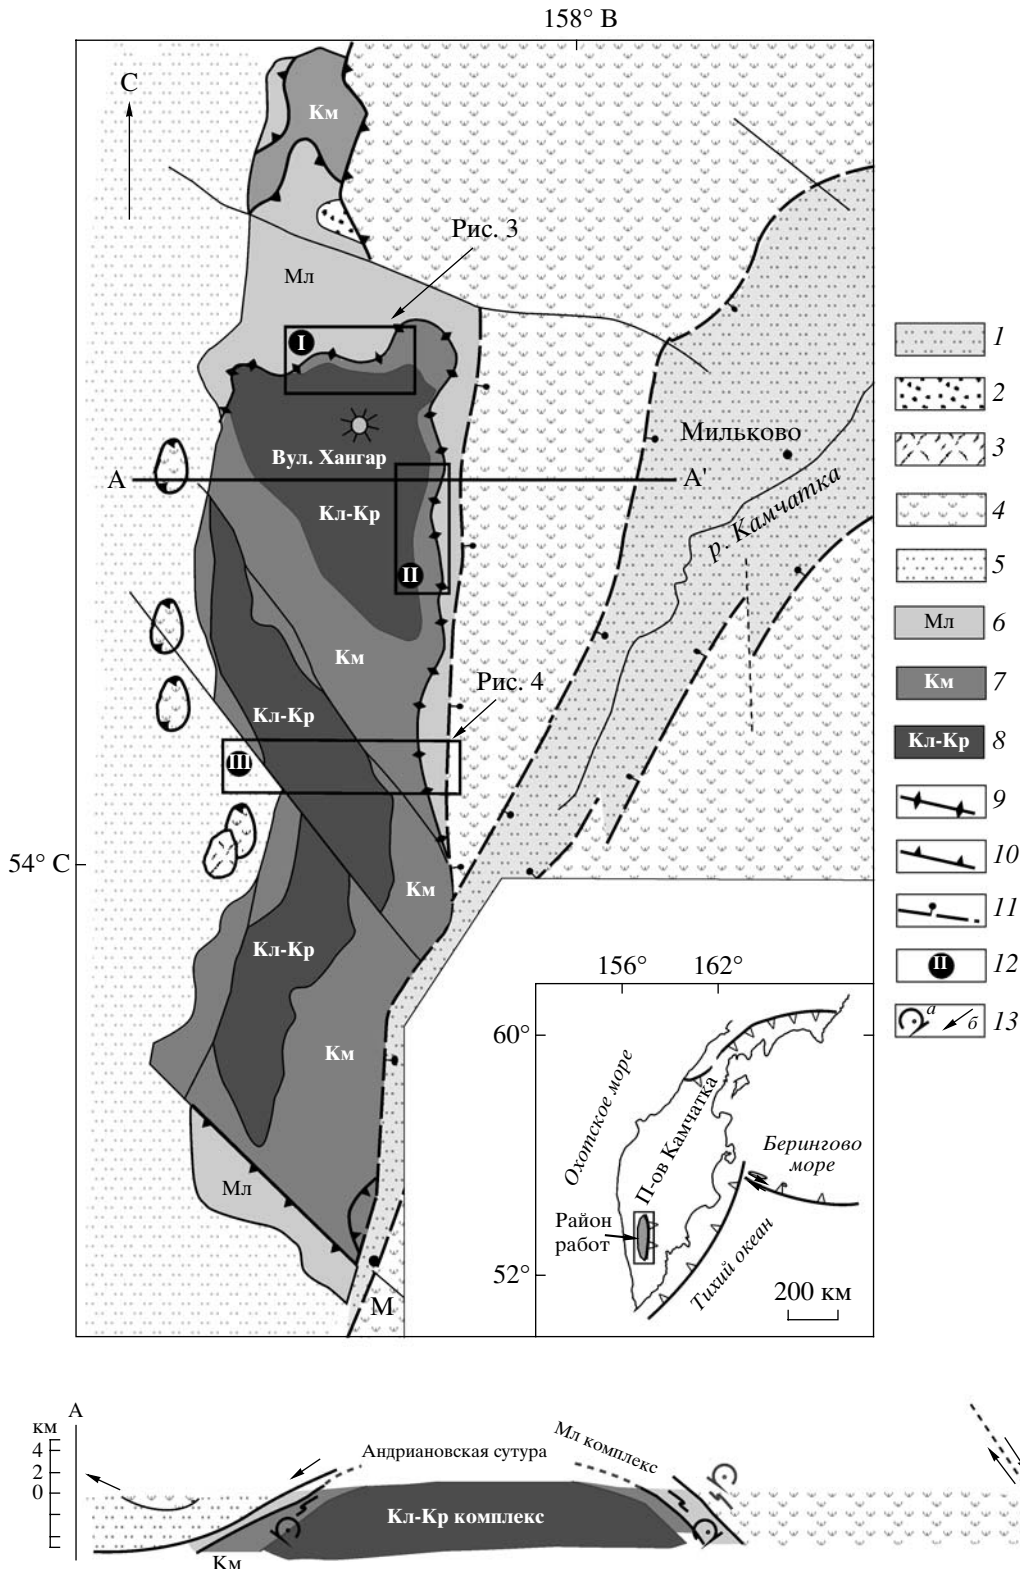 158° В
С
Км
Рис. 3
Мл
I
Мильково
Вул. Хангар
А
А'
Кл-Кр
р. Камчатка
II
Км
Рис. 4
Кл-Кр
III
54° С
Км
Кл-Кр
Км
Мл
М
1
2
3
4
5
Мл
6
Км
7
Кл-Кр
8
9
10
11
II
12
а
б
13
156°
162°
60°
Охотское море
П-ов Камчатка
Берингово
море
Район
работ
Тихий океан
52°
200 км
А
км
4
2
0
Андриановская сутура
Мл комплекс
Кл-Кр комплекс
Км